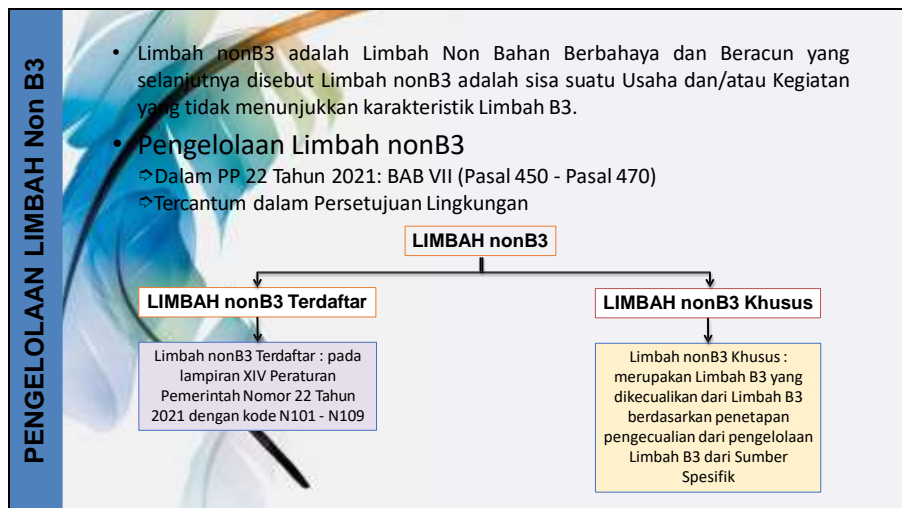 PENGELOLAAN LIMBAH Non B3
• Limbah nonB3 adalah Limbah Non Bahan Berbahaya dan Beracun yang
selanjutnya disebut Limbah nonB3 adalah sisa suatu Usaha dan/atau Kegiatan
yang tidak menunjukkan karakteristik Limbah B3.
• Pengelolaan Limbah nonB3
➩Dalam PP 22 Tahun 2021: BAB VII (Pasal 450 - Pasal 470)
➩Tercantum dalam Persetujuan Lingkungan
LIMBAH nonB3
LIMBAH nonB3 Terdaftar
Limbah nonB3 Terdaftar : pada
lampiran XIV Peraturan
Pemerintah Nomor 22 Tahun
2021 dengan kode N101 - N109
LIMBAH nonB3 Khusus
Limbah nonB3 Khusus :
merupakan Limbah B3 yang
dikecualikan dari Limbah B3
berdasarkan penetapan
pengecualian dari pengelolaan
Limbah B3 dari Sumber
Spesifik